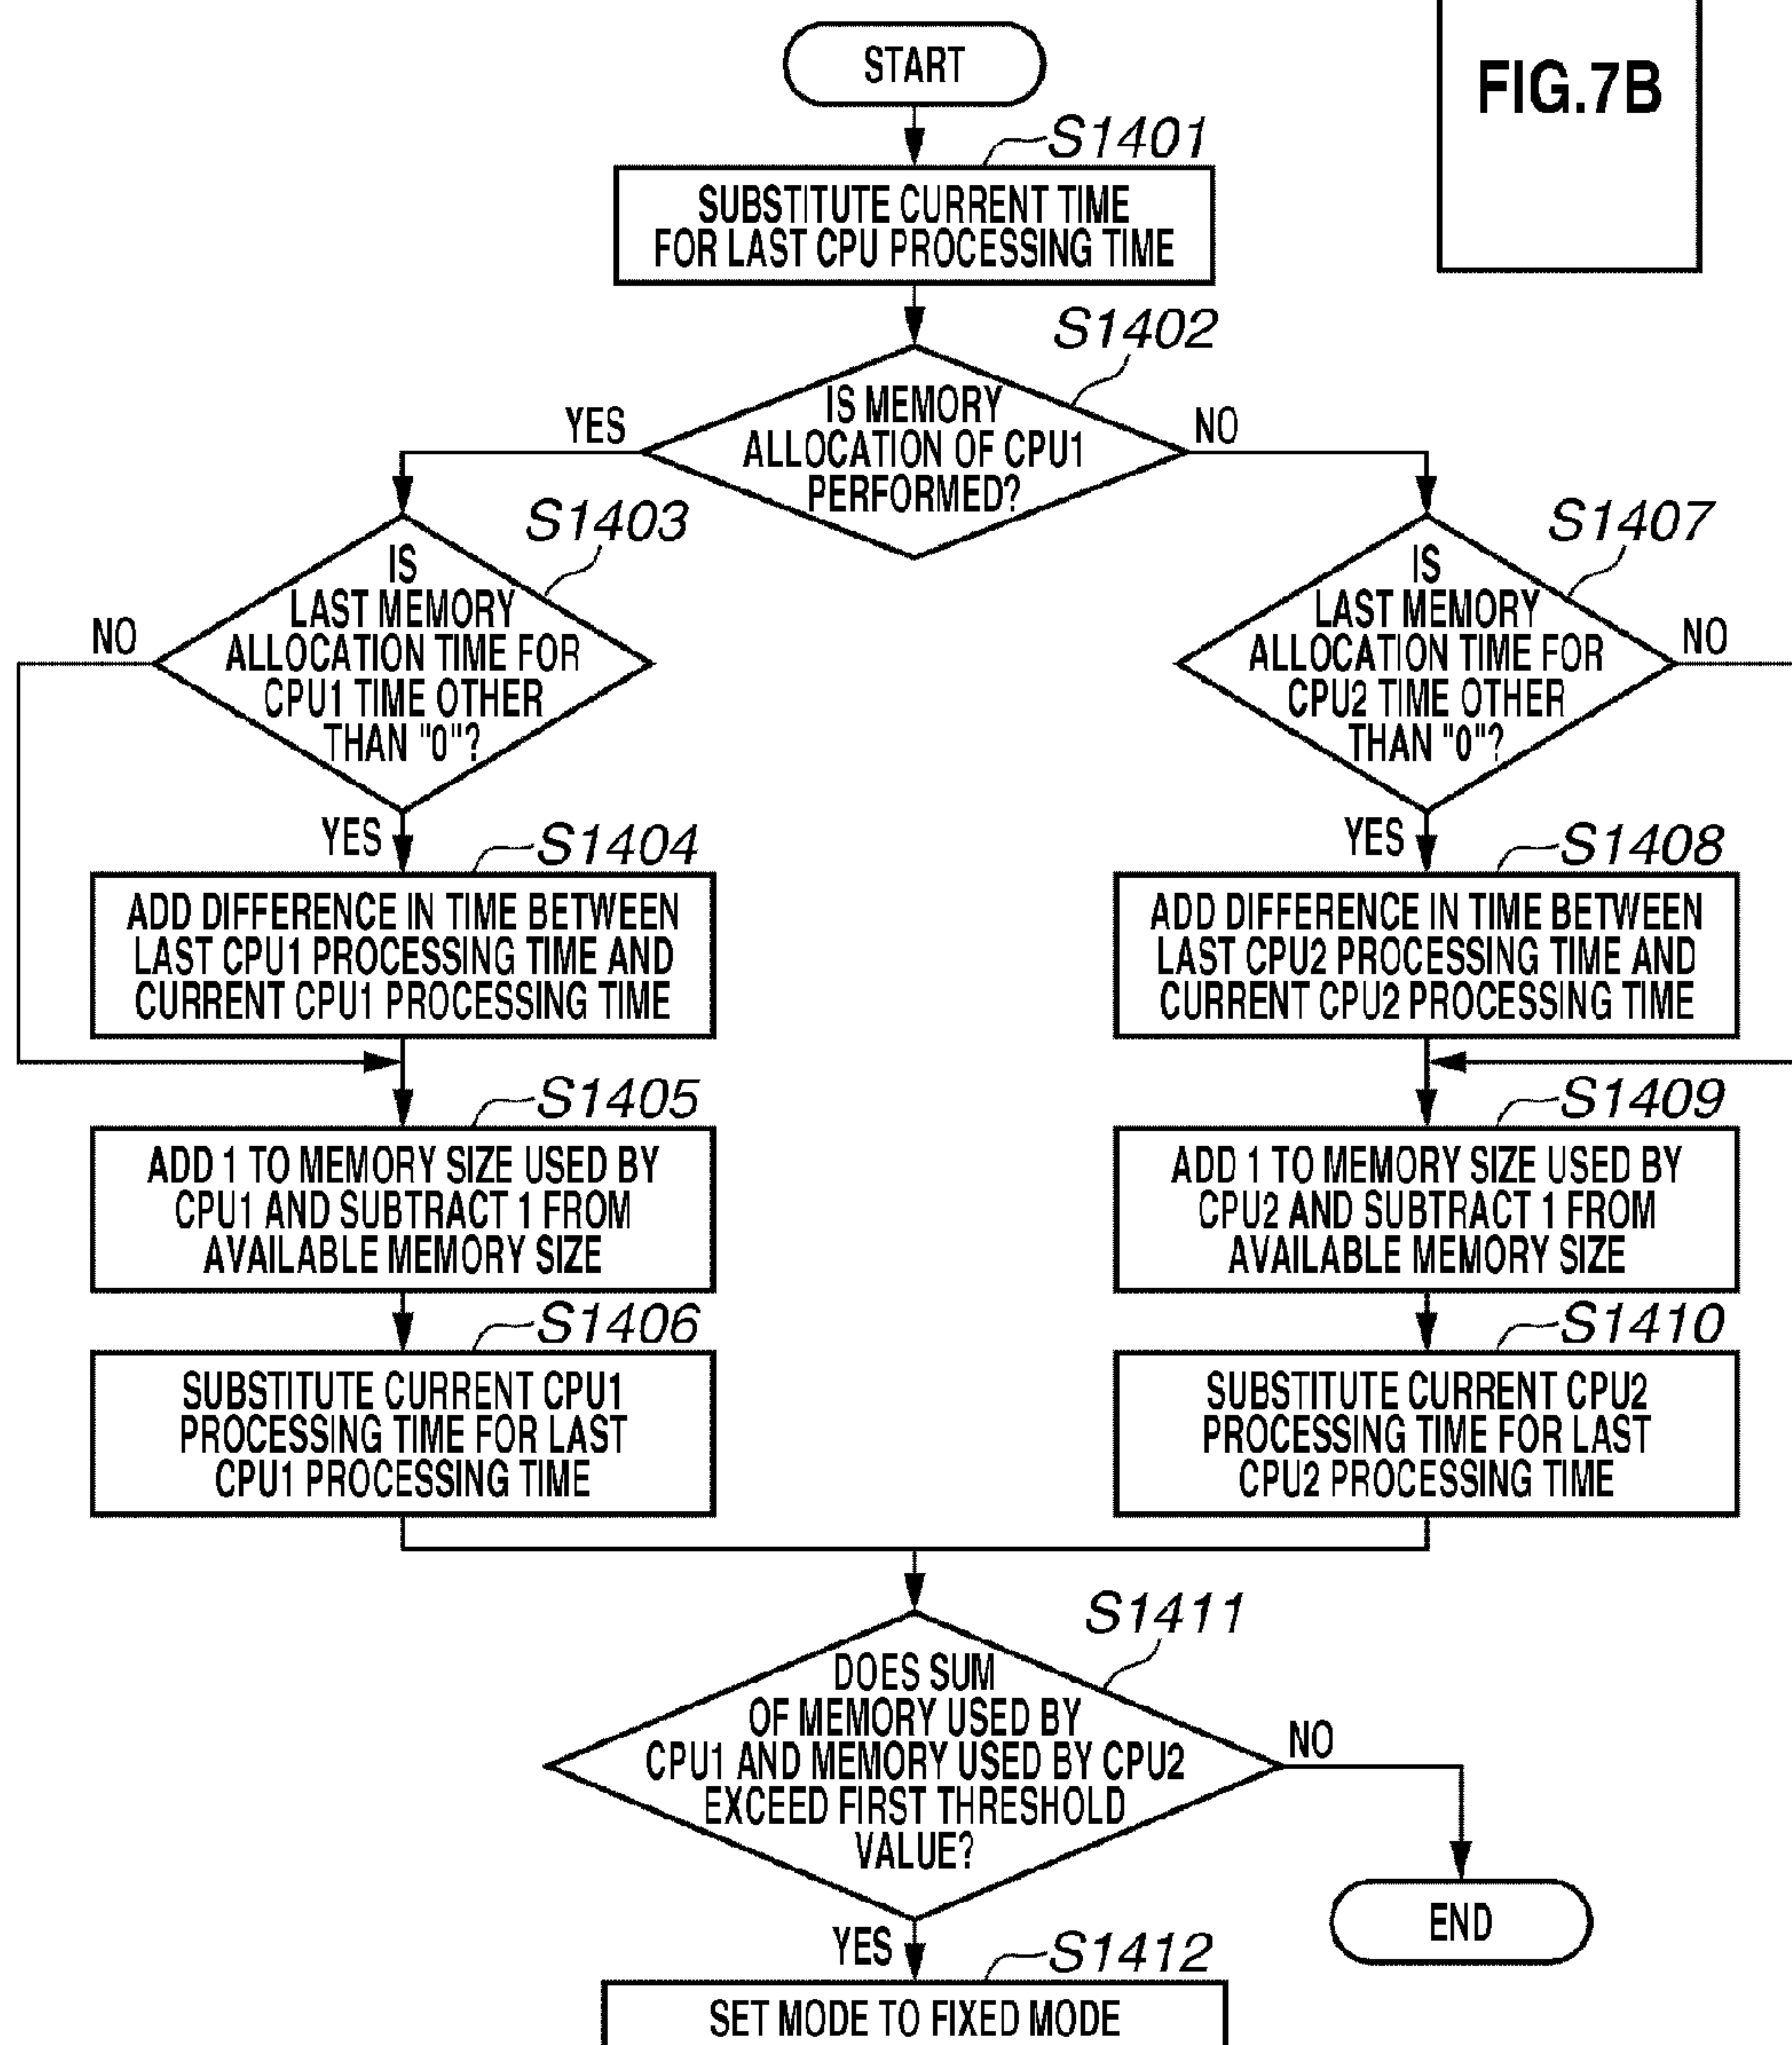 START
FIG.7B
S1401
SUBSTITUTE CURRENT TIME
FOR LAST CPU PROCESSING TIME
S1402
IS MEMORY
ALLOCATION OF CPU1
PERFORMED?
YES
NO
S1403
IS
LAST MEMORY
ALLOCATION TIME FOR
CPU1 TIME OTHER
THAN "0"?
NO
YES
S1407
IS
LAST MEMORY
ALLOCATION TIME FOR
CPU2 TIME OTHER
THAN "0"?
NO
YES
S1404
ADD DIFFERENCE IN TIME BETWEEN
LAST CPU1 PROCESSING TIME AND
CURRENT CPU1 PROCESSING TIME
S1408
ADD DIFFERENCE IN TIME BETWEEN
LAST CPU2 PROCESSING TIME AND
CURRENT CPU2 PROCESSING TIME
S1405
ADD 1 TO MEMORY SIZE USED BY
CPU1 AND SUBTRACT 1 FROM
AVAILABLE MEMORY SIZE
S1409
ADD 1 TO MEMORY SIZE USED BY
CPU2 AND SUBTRACT 1 FROM
AVAILABLE MEMORY SIZE
S1406
SUBSTITUTE CURRENT CPU1
PROCESSING TIME FOR LAST
CPU1 PROCESSING TIME
S1410
SUBSTITUTE CURRENT CPU2
PROCESSING TIME FOR LAST
CPU2 PROCESSING TIME
S1411
DOES SUM
OF MEMORY USED BY
CPU1 AND MEMORY USED BY CPU2
EXCEED FIRST THRESHOLD
VALUE?
NO
END
YES
S1412
SET MODE TO FIXED MODE